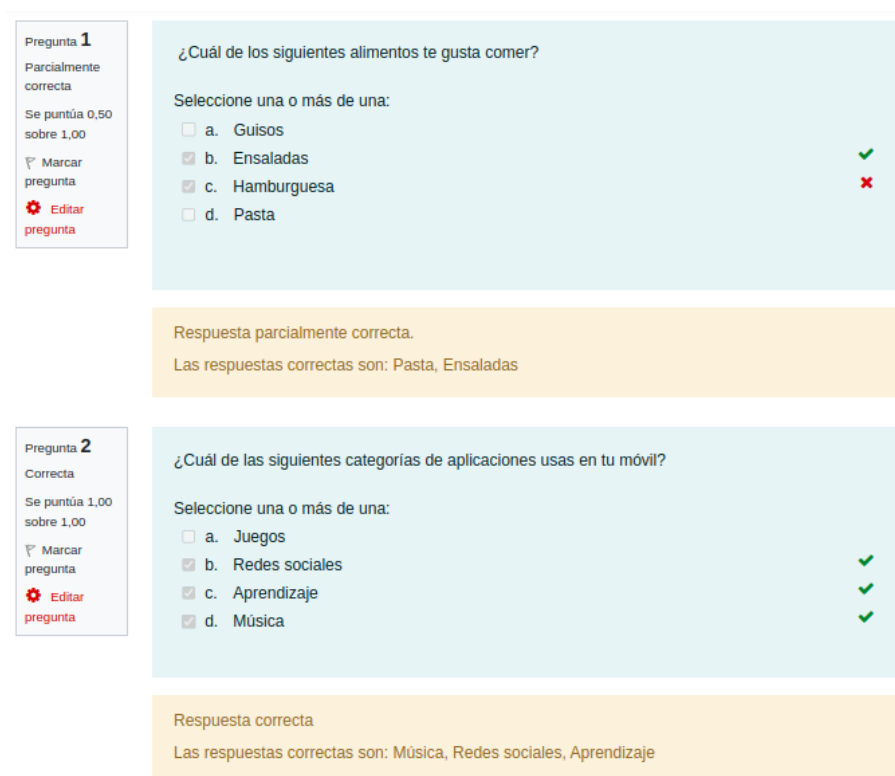 Pregunta 1
Parcialmente
correcta
Se puntúa 0,50
sobre 1,00
Marcar
pregunta
Editar
pregunta
¿Cuál de los siguientes alimentos te gusta comer?
Seleccione una o más de una:
a. Guisos
b. Ensaladas
c. Hamburguesa
d. Pasta
Respuesta parcialmente correcta.
Las respuestas correctas son: Pasta, Ensaladas
Pregunta 2
Correcta
Se puntúa 1,00
sobre 1,00
Marcar
pregunta
Editar
pregunta
¿Cuál de las siguientes categorías de aplicaciones usas en tu móvil?
Seleccione una o más de una:
a. Juegos
b. Redes sociales
c. Aprendizaje
d. Música
Respuesta correcta
Las respuestas correctas son: Música, Redes sociales, Aprendizaje